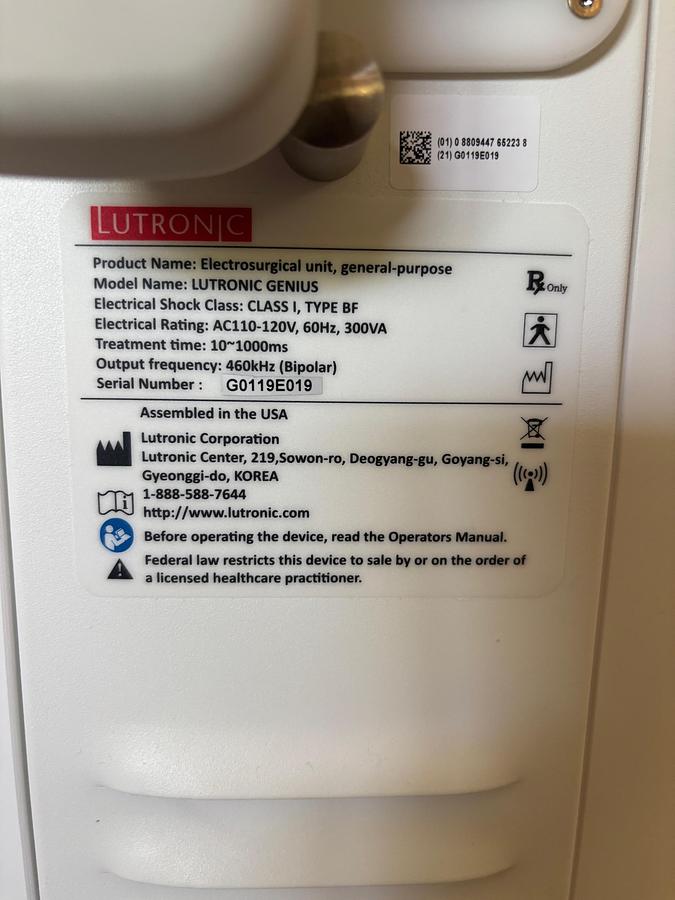 (01) 0 8809447 65223 8
(21) G0119E019
LUTRONIC
Product Name: Electrosurgical unit, general-purpose
Model Name: LUTRONIC GENIUS
Rx Only
Electrical Shock Class: CLASS I, TYPE BF
Electrical Rating: AC110-120V, 60Hz, 300VA
Treatment time: 10~1000ms
Output frequency: 460kHz (Bipolar)
Serial Number : G0119E019
Assembled in the USA
Lutronic Corporation
Lutronic Center, 219,Sowon-ro, Deogyang-gu, Goyang-si,
Gyeonggi-do, KOREA
1-888-588-7644
http://www.lutronic.com
Before operating the device, read the Operators Manual.
Federal law restricts this device to sale by or on the order of
a licensed healthcare practitioner.